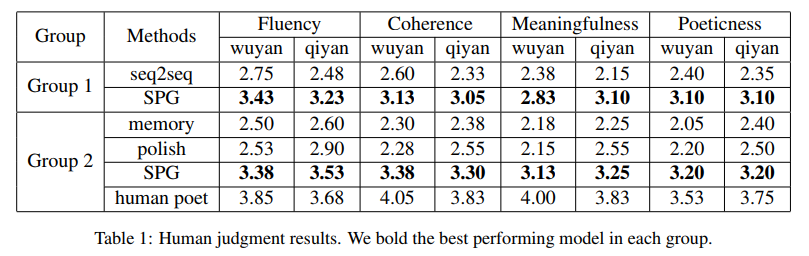 Group Methods Fluency Coherence Meaningfulness Poeticness
wuyan qiyan wuyan qiyan wuyan qiyan wuyan qiyan
Group 1 seq2seq 2.75 2.48 2.60 2.33 2.38 2.15 2.40 2.35
SPG 3.43 3.23 3.13 3.05 2.83 3.10 3.10 3.10
Group 2 memory 2.50 2.60 2.30 2.38 2.18 2.25 2.05 2.40
polish 2.53 2.90 2.28 2.55 2.15 2.55 2.20 2.50
SPG 3.38 3.53 3.38 3.30 3.13 3.25 3.20 3.20
human poet 3.85 3.68 4.05 3.83 4.00 3.83 3.53 3.75
Table 1: Human judgment results. We bold the best performing model in each group.